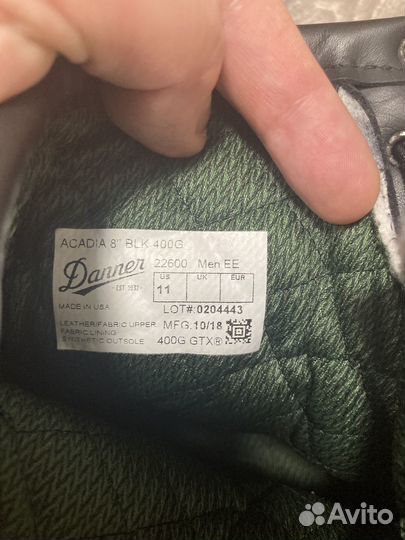 ACADIA 8" BLK 400G
Danner
EST. 1932
22600 Men EE
US UK EUR
11
MADE IN USA
LOT#:0204443
LEATHER/FABRIC UPPER
MFG.10/18
FABRIC LINING
SYNTHETIC OUTSOLE
400G GTX®
Avito